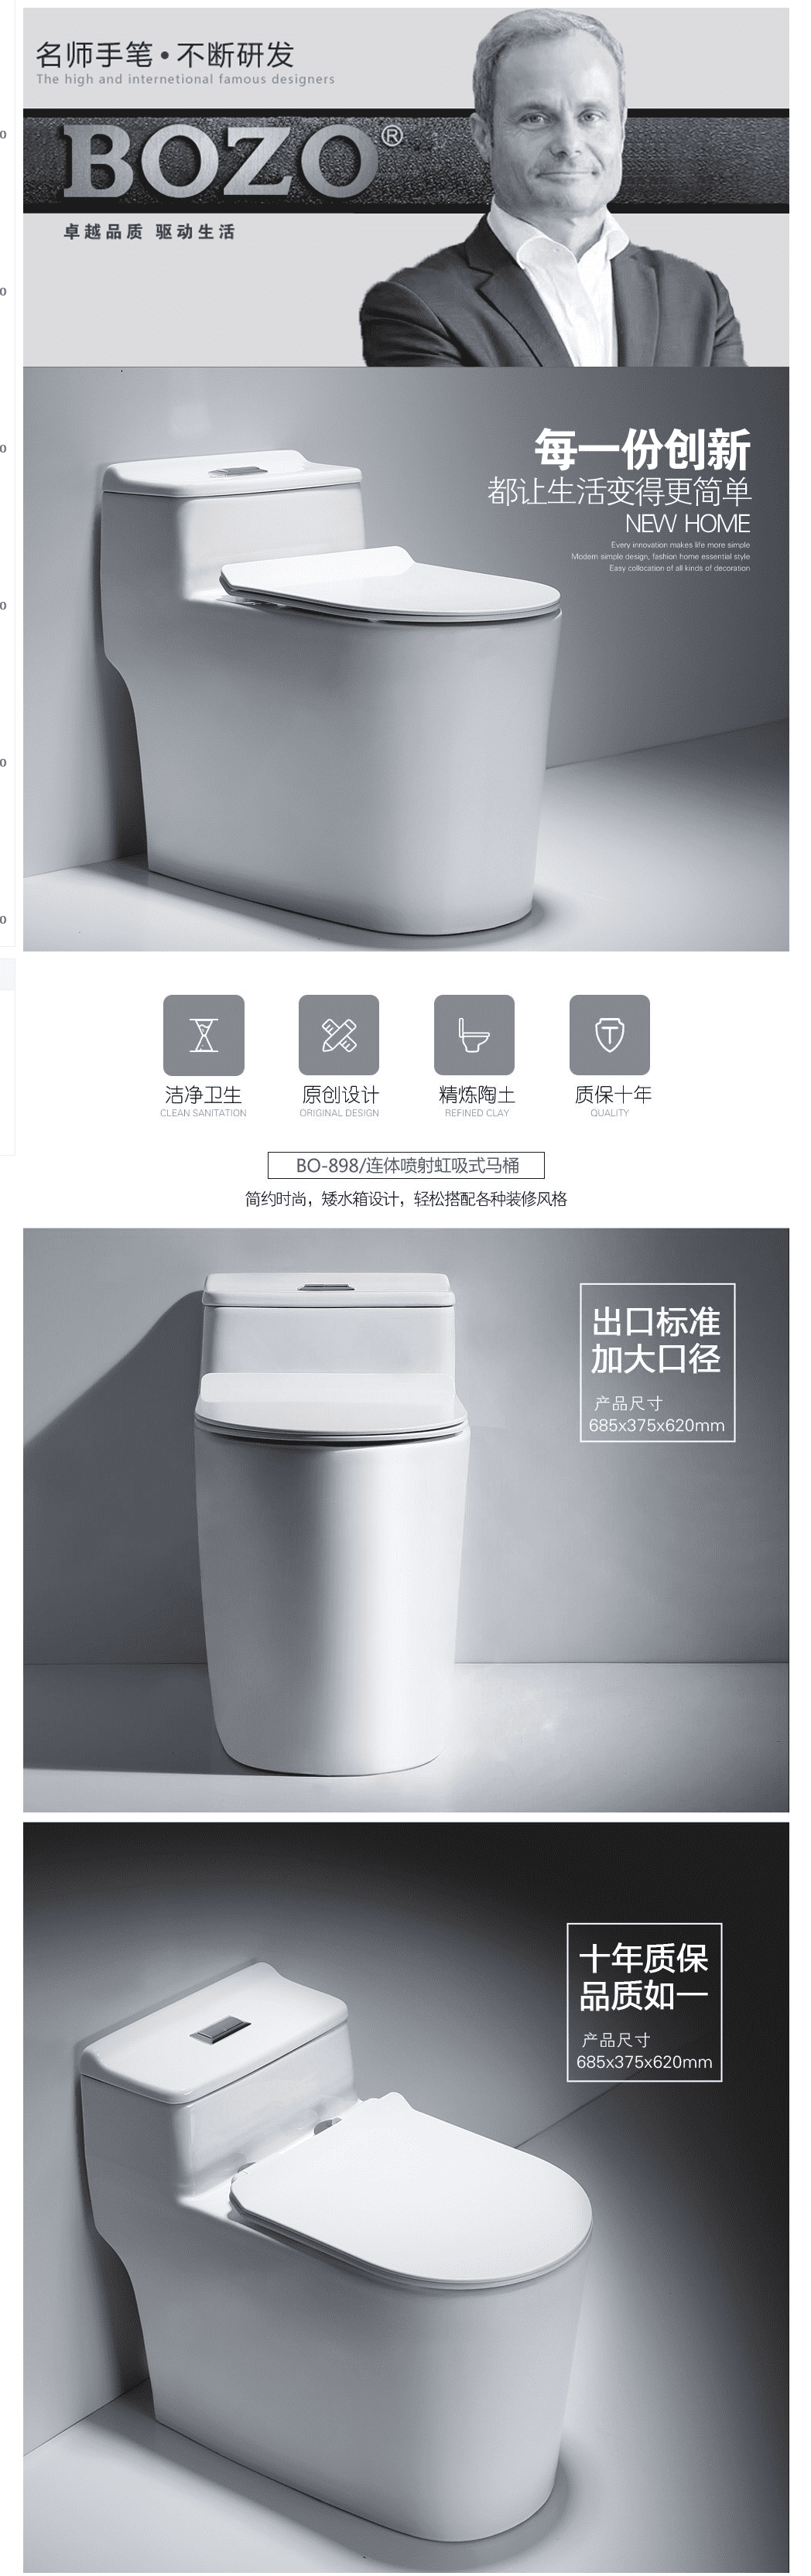 名师手笔•不断研发
The high and internetional famous designers
BOZO®
卓越品质 驱动生活
每一份创新
都让生活变得更简单
NEW HOME
Every innovation makes life more simple
Modern simple design, fashion home essential style
Easy collocation of all kinds of decoration
洁净卫生
CLEAN SANITATION
原创设计
ORIGINAL DESIGN
精炼陶土
REFINED CLAY
质保十年
QUALITY
BO-898/连体喷射虹吸式马桶
简约时尚，矮水箱设计，轻松搭配各种装修风格
出口标准
加大口径
产品尺寸
685x375x620mm
十年质保
品质如一
产品尺寸
685x375x620mm